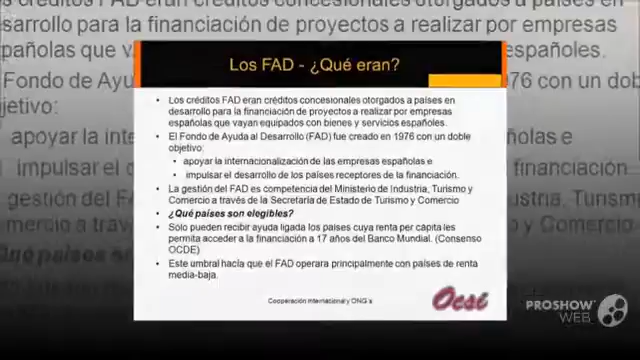 Los FAD - ¿Qué eran?
Los créditos FAD eran créditos concesionales otorgados a países en
desarrollo para la financiación de proyectos a realizar por empresas
españolas que vayan equipados con bienes y servicios españoles.
El Fondo de Ayuda al Desarrollo (FAD) fue creado en 1976 con un doble
objetivo:
apoyar la internacionalización de las empresas españolas e
impulsar el desarrollo de los países receptores de la financiación.
La gestión del FAD es competencia del Ministerio de Industria, Turismo y
Comercio a través de la Secretaría de Estado de Turismo y Comercio
¿Qué países son elegibles?
Sólo pueden recibir ayuda ligada los países cuya renta per capita les
permita acceder a la financiación a 17 años del Banco Mundial. (Consenso
OCDE)
Este umbral hacía que el FAD operara principalmente con países de renta
media-baja.
Cooperación Internacional y ONG´s
Ocsi
PROSHOW
WEB